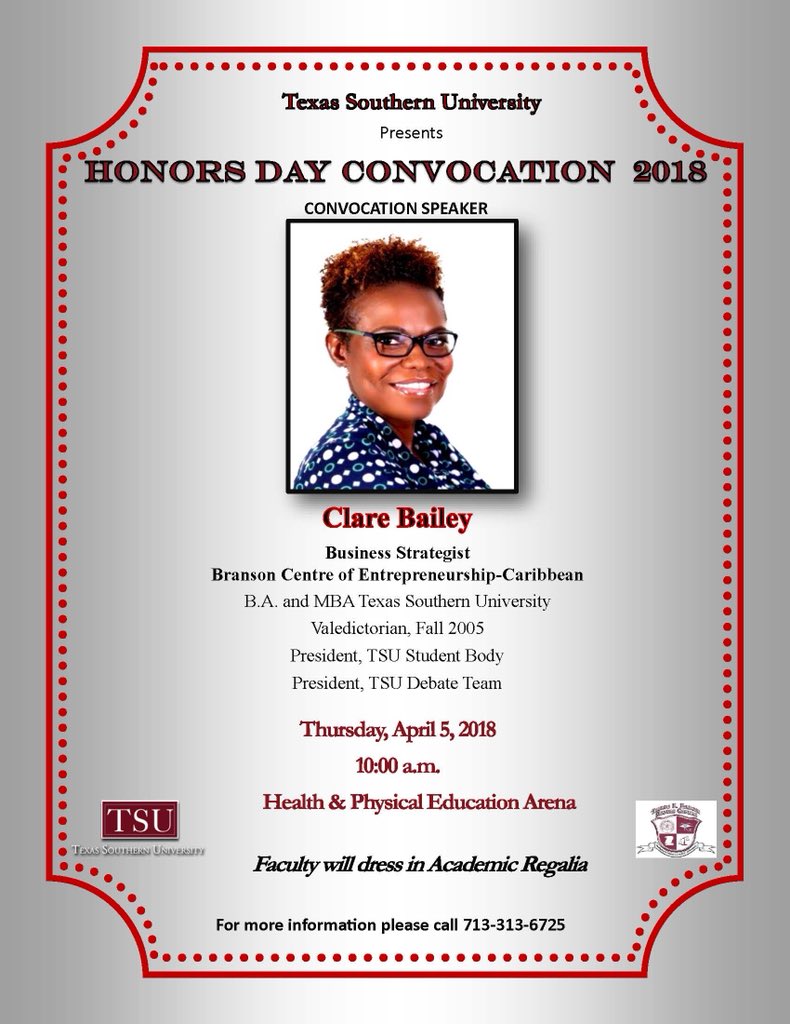 Texas Southern University
Presents
HONORS DAY CONVOCATION 2018
CONVOCATION SPEAKER
Clare Bailey
Business Strategist
Branson Centre of Entrepreneurship-Caribbean
B.A. and MBA Texas Southern University
Valedictorian, Fall 2005
President, TSU Student Body
President, TSU Debate Team
Thursday, April 5, 2018
10:00 a.m.
Health & Physical Education Arena
TSU
TEXAS SOUTHERN UNIVERSITY
Faculty will dress in Academic Regalia
For more information please call 713-313-6725